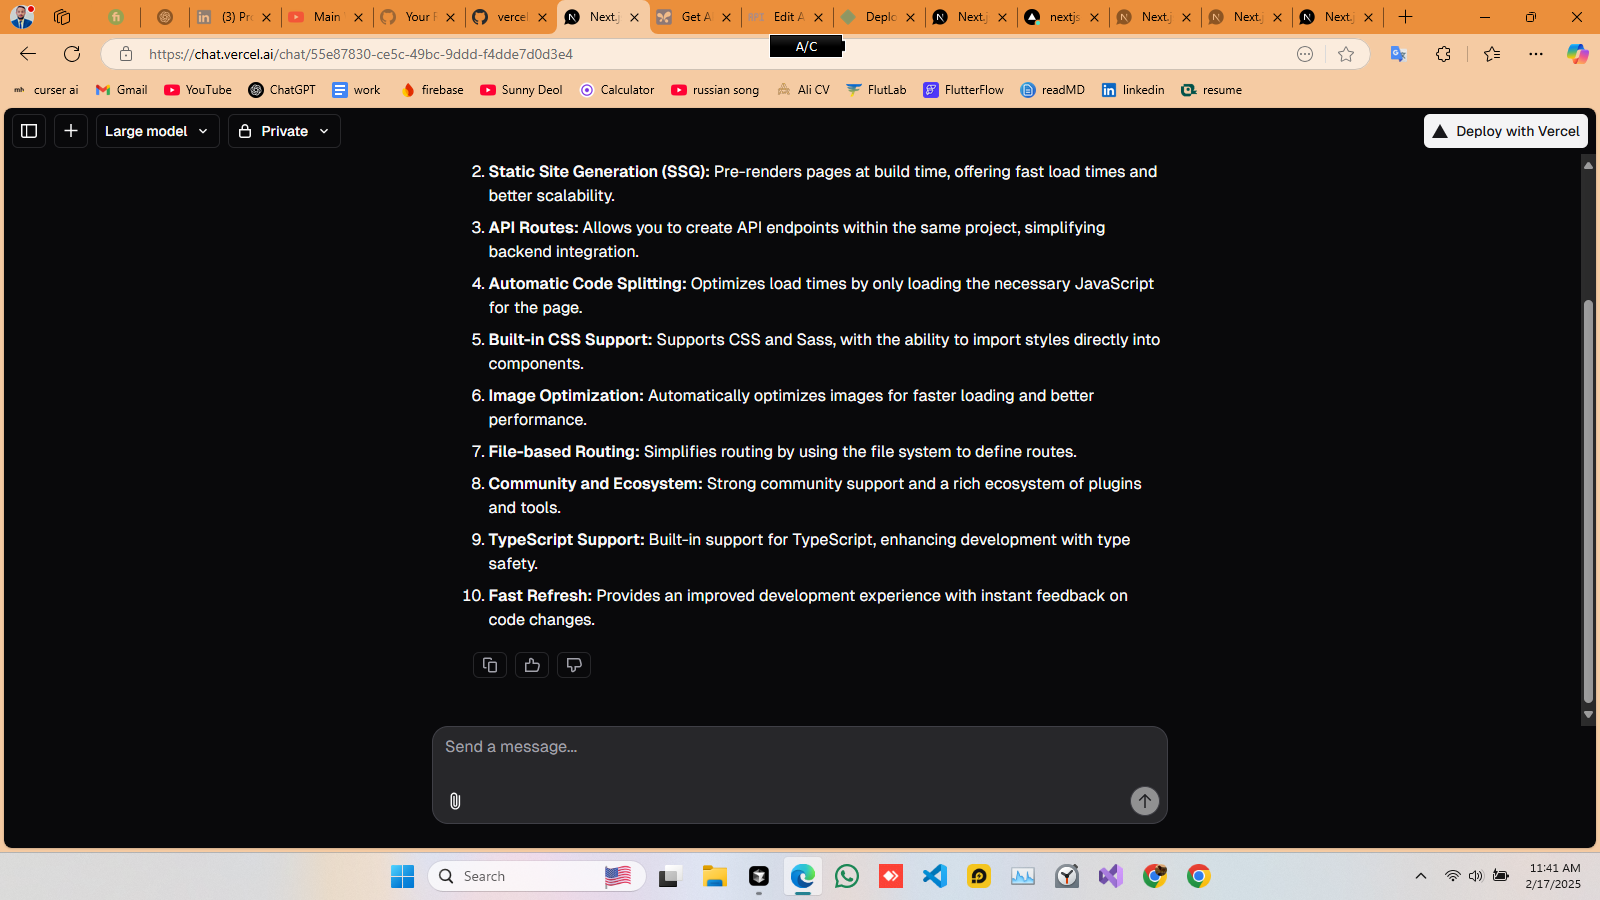 (3) Pr
Main
Your F
vercel
Next.j
Get A
Edit A
Deplo
Next.j
nextjs
Next.j
Next.j
Next.j
https://chat.vercel.ai/chat/55e87830-ce5c-49bc-9ddd-f4dde7d0d3e4
A/C
curser ai
Gmail
YouTube
ChatGPT
work
firebase
Sunny Deol
Calculator
russian song
Ali CV
FlutLab
FlutterFlow
readMD
linkedin
resume
Large model
Private
Deploy with Vercel
2. Static Site Generation (SSG): Pre-renders pages at build time, offering fast load times and
better scalability.
3. API Routes: Allows you to create API endpoints within the same project, simplifying
backend integration.
4. Automatic Code Splitting: Optimizes load times by only loading the necessary JavaScript
for the page.
5. Built-in CSS Support: Supports CSS and Sass, with the ability to import styles directly into
components.
6. Image Optimization: Automatically optimizes images for faster loading and better
performance.
7. File-based Routing: Simplifies routing by using the file system to define routes.
8. Community and Ecosystem: Strong community support and a rich ecosystem of plugins
and tools.
9. TypeScript Support: Built-in support for TypeScript, enhancing development with type
safety.
10. Fast Refresh: Provides an improved development experience with instant feedback on
code changes.
Send a message...
Search
11:41 AM
2/17/2025